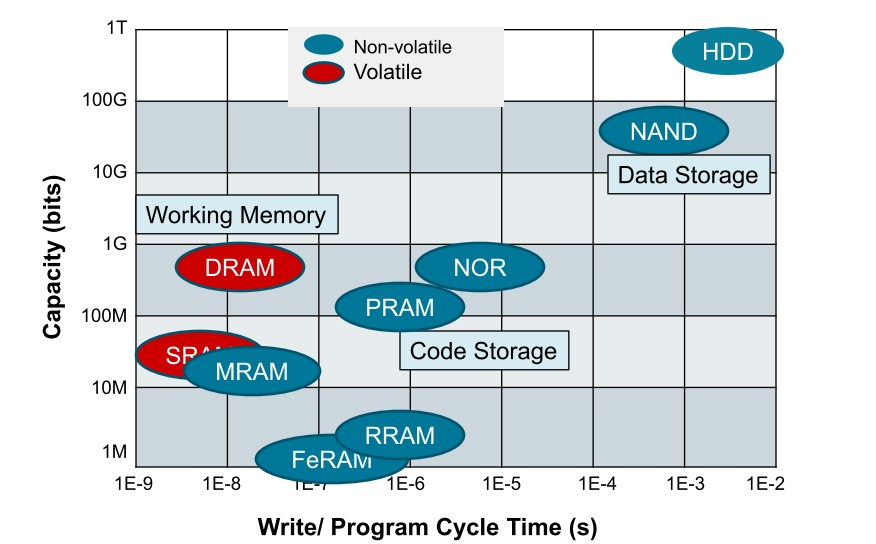 1T
Non-volatile
Volatile
HDD
100G
NAND
10G
Data Storage
Working Memory
1G
DRAM
NOR
PRAM
100M
Code Storage
SRAM
MRAM
10M
RRAM
FeRAM
1M
1E-9
1E-8
1E-7
1E-6
1E-5
1E-4
1E-3
1E-2
Capacity (bits)
Write/ Program Cycle Time (s)